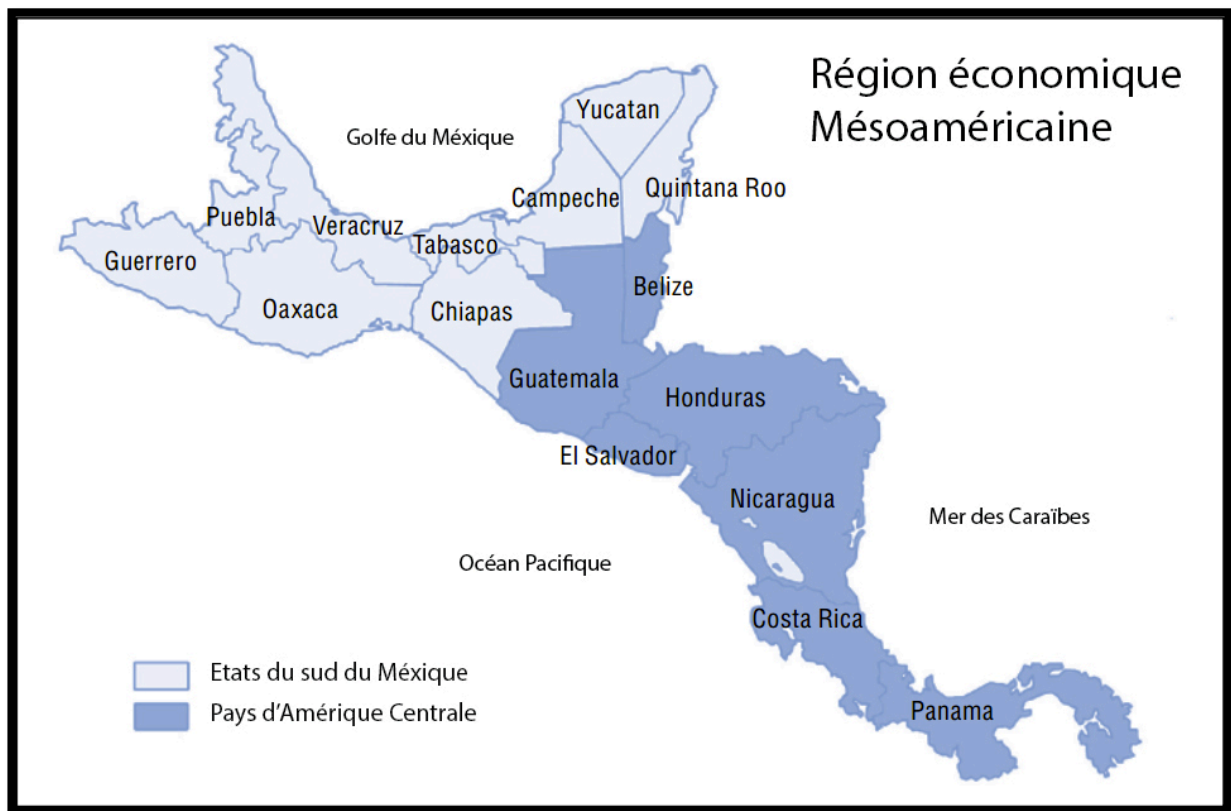 Région économique
Mésoaméricaine
Golfe du Méxique
Yucatan
Campeche
Quintana Roo
Puebla
Veracruz
Tabasco
Guerrero
Oaxaca
Chiapas
Belize
Guatemala
Honduras
El Salvador
Nicaragua
Mer des Caraïbes
Océan Pacifique
Costa Rica
Panama
Etats du sud du Méxique
Pays d'Amérique Centrale